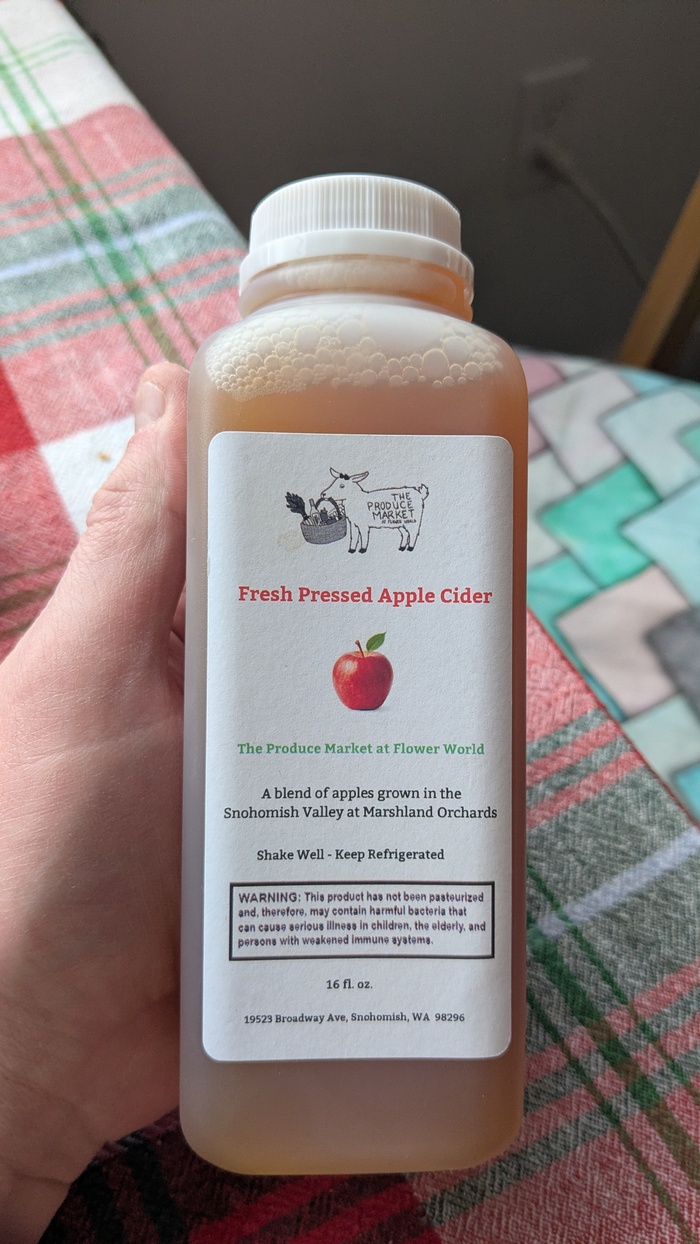 THE
PRODUCE
MARKET
AT FLOWER WORLD
Fresh Pressed Apple Cider
The Produce Market at Flower World
A blend of apples grown in the
Snohomish Valley at Marshland Orchards
Shake Well - Keep Refrigerated
WARNING: This product has not been pasteurized
and, therefore, may contain harmful bacteria that
can cause serious illness in children, the elderly, and
persons with weakened immune systems.
16 fl. oz.
19523 Broadway Ave, Snohomish, WA 98296